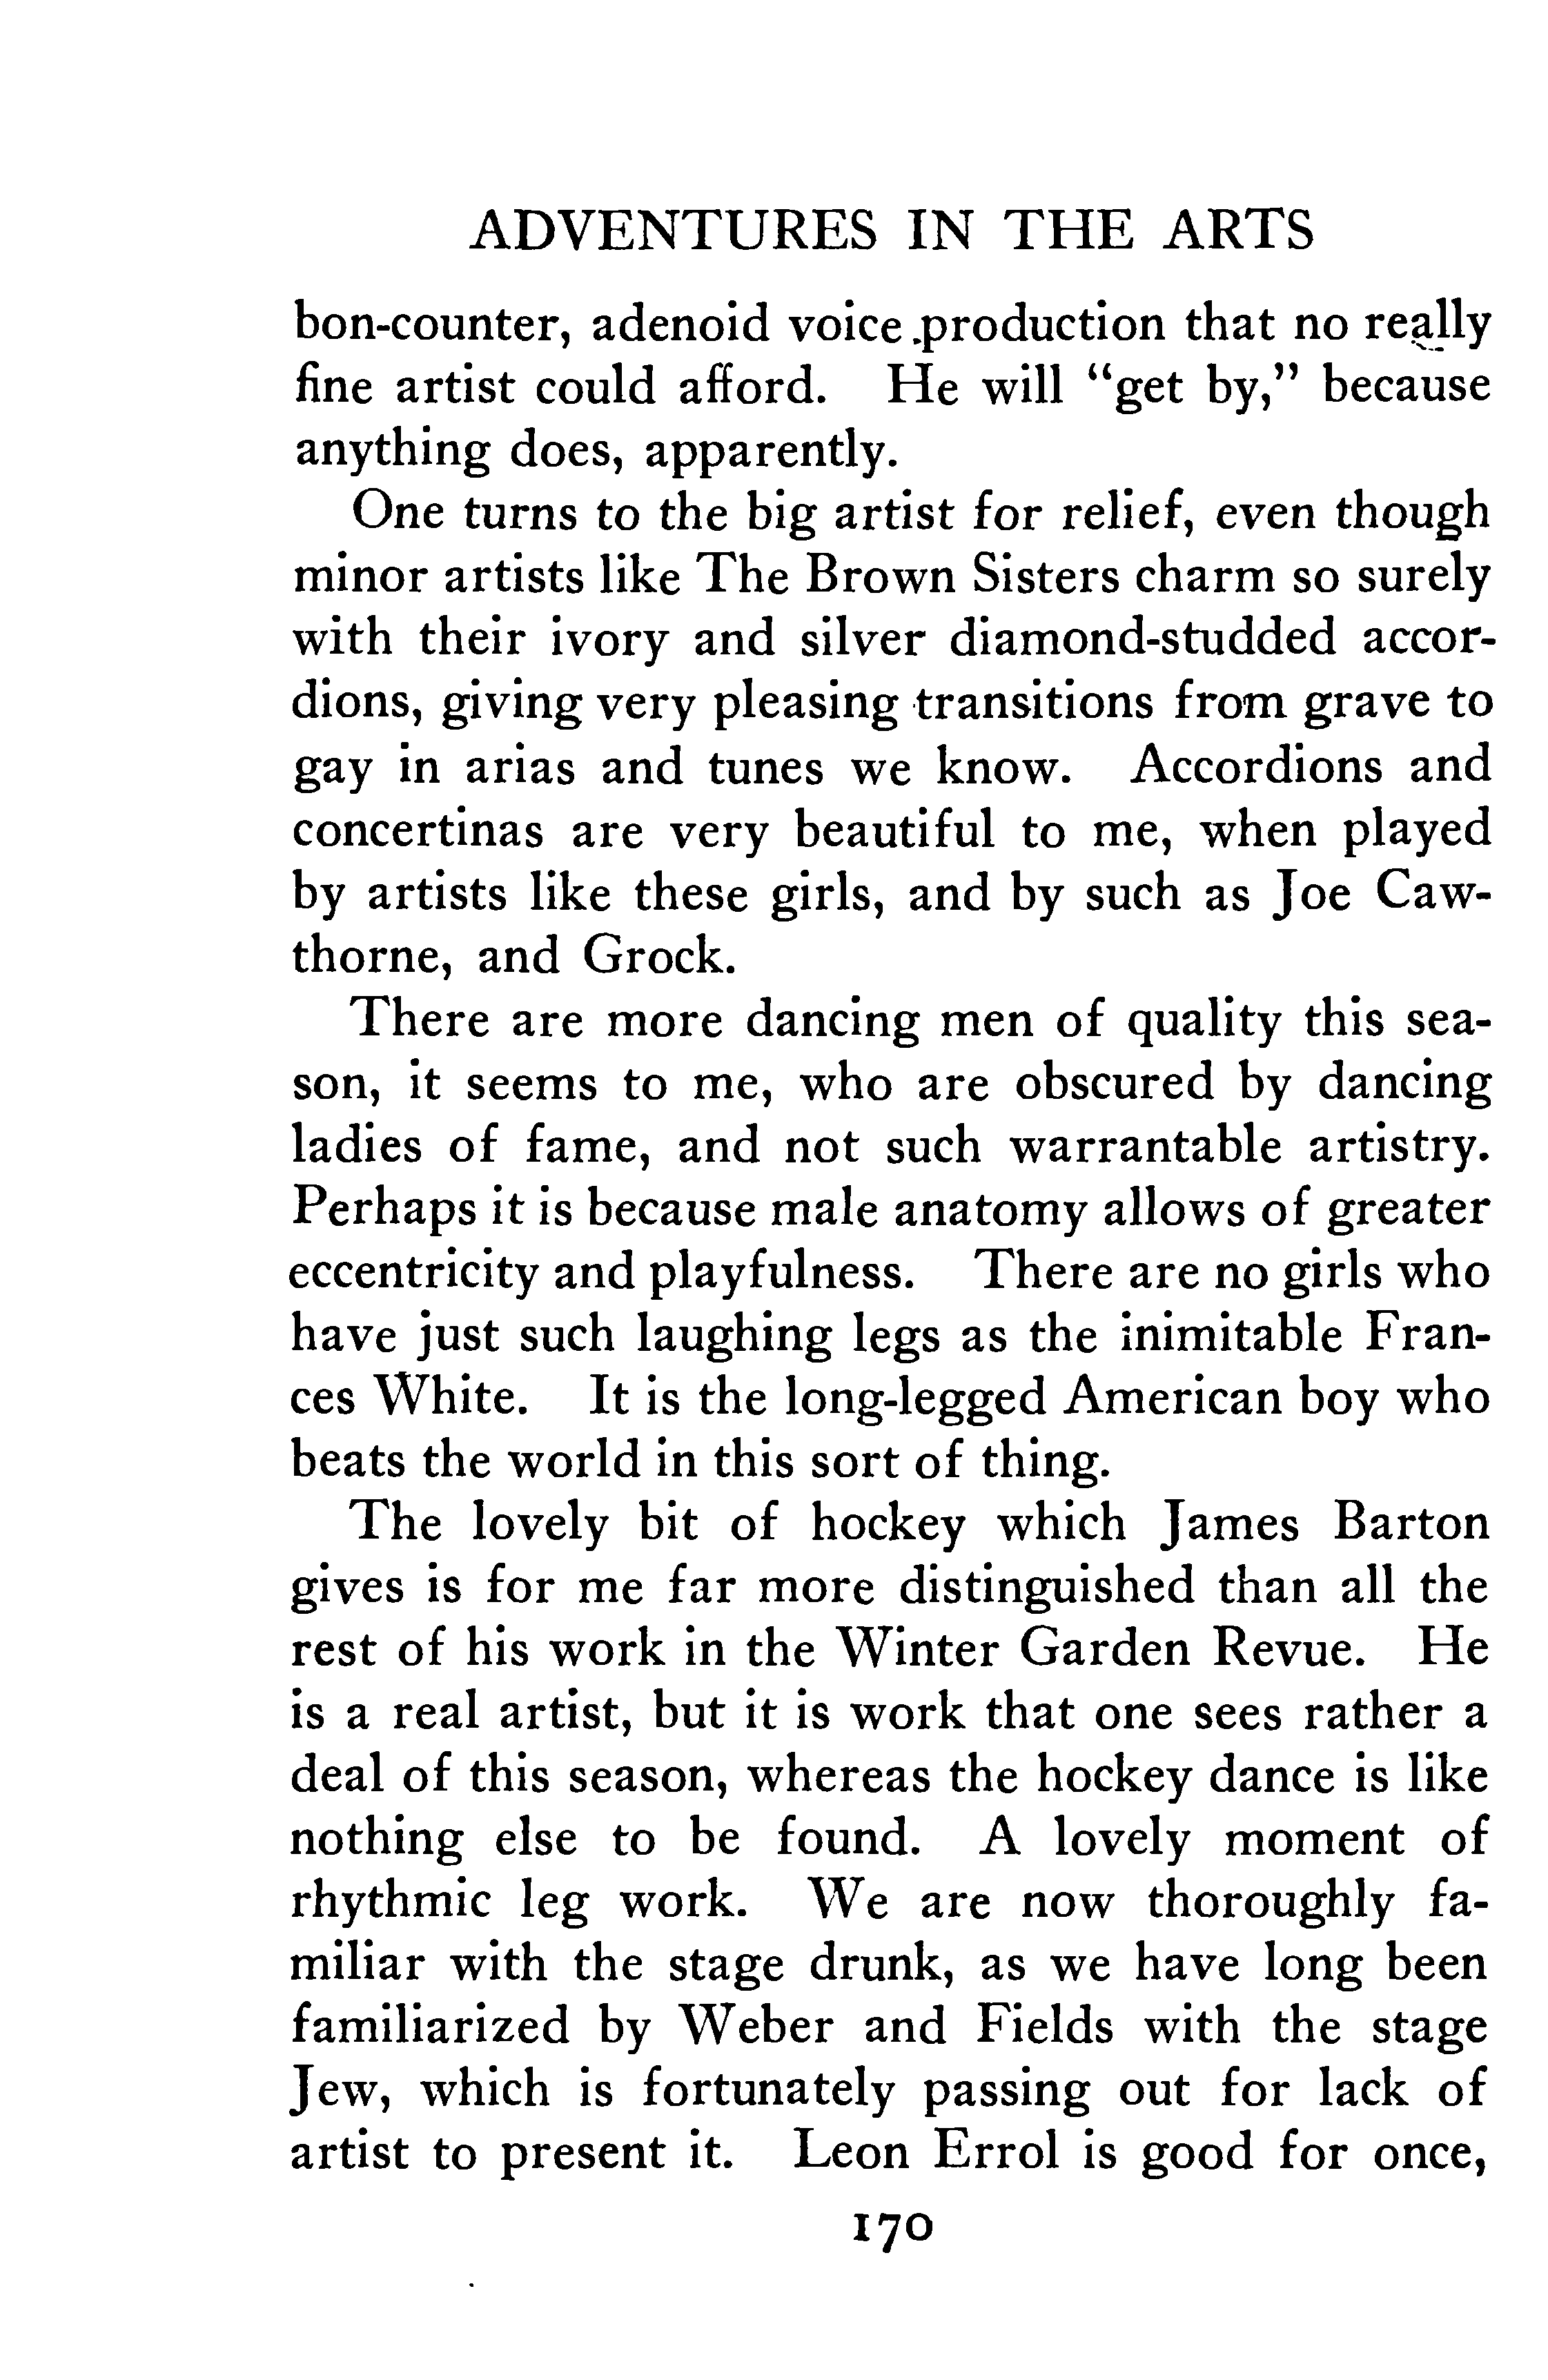 ADVENTURES IN THE ARTS
bon-counter, adenoid voice production that no really
fine artist could afford. He will "get by," because
anything does, apparently.
One turns to the big artist for relief, even though
minor artists like The Brown Sisters charm so surely
with their ivory and silver diamond-studded accor-
dions, giving very pleasing transitions from grave to
gay in arias and tunes we know. Accordions and
concertinas are very beautiful to me, when played
by artists like these girls, and by such as Joe Caw-
thorne, and Grock.
There are more dancing men of quality this sea-
son, it seems to me, who are obscured by dancing
ladies of fame, and not such warrantable artistry.
Perhaps it is because male anatomy allows of greater
eccentricity and playfulness. There are no girls who
have just such laughing legs as the inimitable Fran-
ces White. It is the long-legged American boy who
beats the world in this sort of thing.
The lovely bit of hockey which James Barton
gives is for me far more distinguished than all the
rest of his work in the Winter Garden Revue. He
is a real artist, but it is work that one sees rather a
deal of this season, whereas the hockey dance is like
nothing else to be found. A lovely moment of
rhythmic leg work. We are now thoroughly fa-
miliar with the stage drunk, as we have long been
familiarized by Weber and Fields with the stage
Jew, which is fortunately passing out for lack of
artist to present it. Leon Errol is good for once,
170